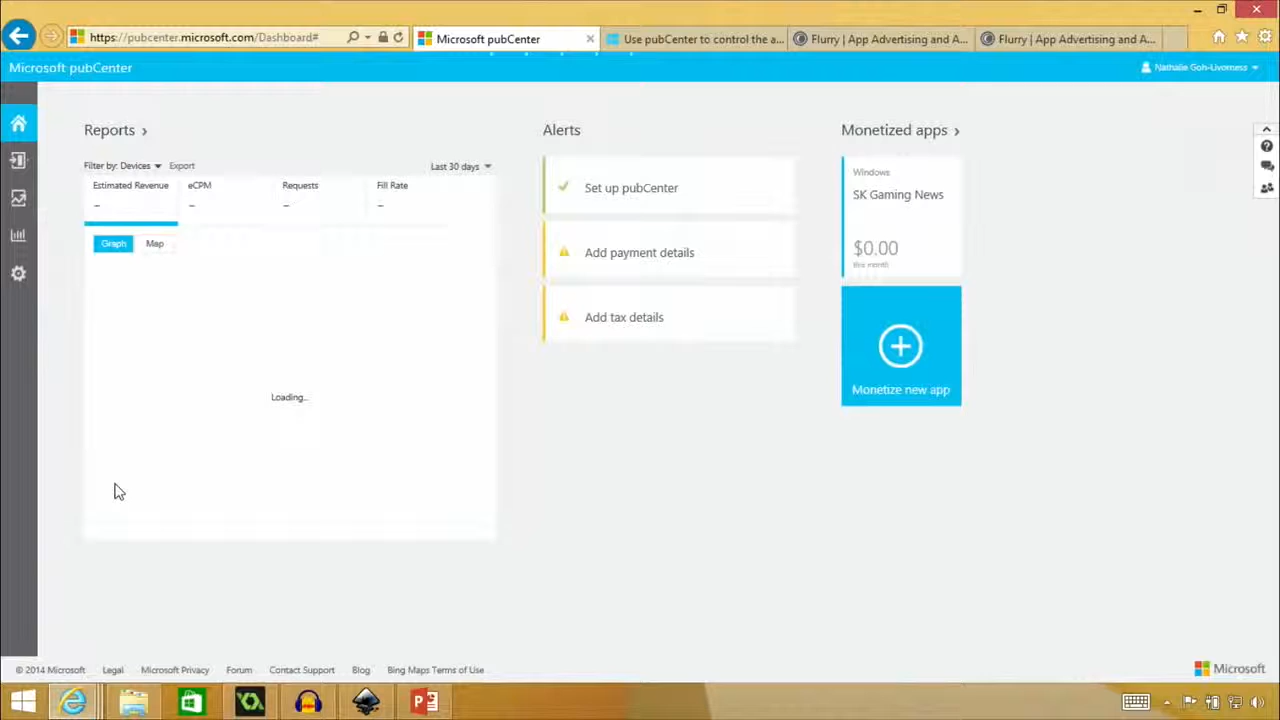 https://pubcenter.microsoft.com/Dashboard#
Microsoft pubCenter
Use pubCenter to control the a...
Flurry | App Advertising and A...
Flurry | App Advertising and A...
Microsoft pubCenter
Nathalie Goh-Livorness
Reports
Alerts
Monetized apps
Filter by: Devices
Export
Last 30 days
Estimated Revenue
eCPM
Requests
Fill Rate
–
–
–
–
Graph
Map
Loading...
Set up pubCenter
Add payment details
Add tax details
Windows
SK Gaming News
$0.00
this month
Monetize new app
© 2014 Microsoft
Legal
Microsoft Privacy
Forum
Contact Support
Blog
Bing Maps Terms of Use
Microsoft